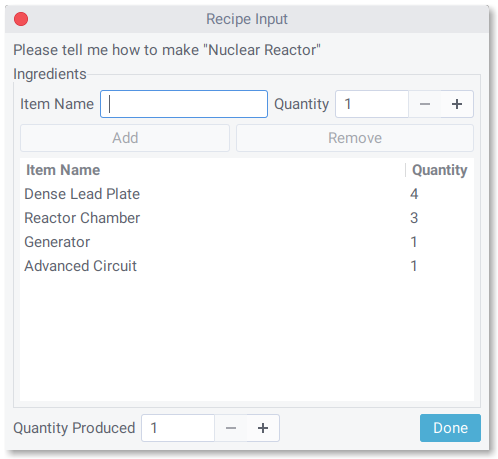 Recipe Input
Please tell me how to make "Nuclear Reactor"
Ingredients
Item Name Quantity 1 − +
Add Remove
Item Name Quantity
Dense Lead Plate 4
Reactor Chamber 3
Generator 1
Advanced Circuit 1
Quantity Produced 1 − + Done